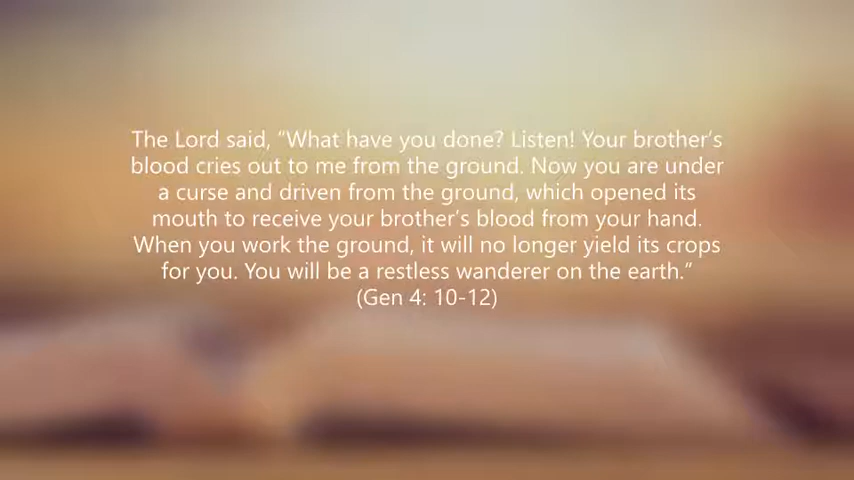 The Lord said, “What have you done? Listen! Your brother’s
blood cries out to me from the ground. Now you are under
a curse and driven from the ground, which opened its
mouth to receive your brother’s blood from your hand.
When you work the ground, it will no longer yield its crops
for you. You will be a restless wanderer on the earth.”
(Gen 4: 10-12)